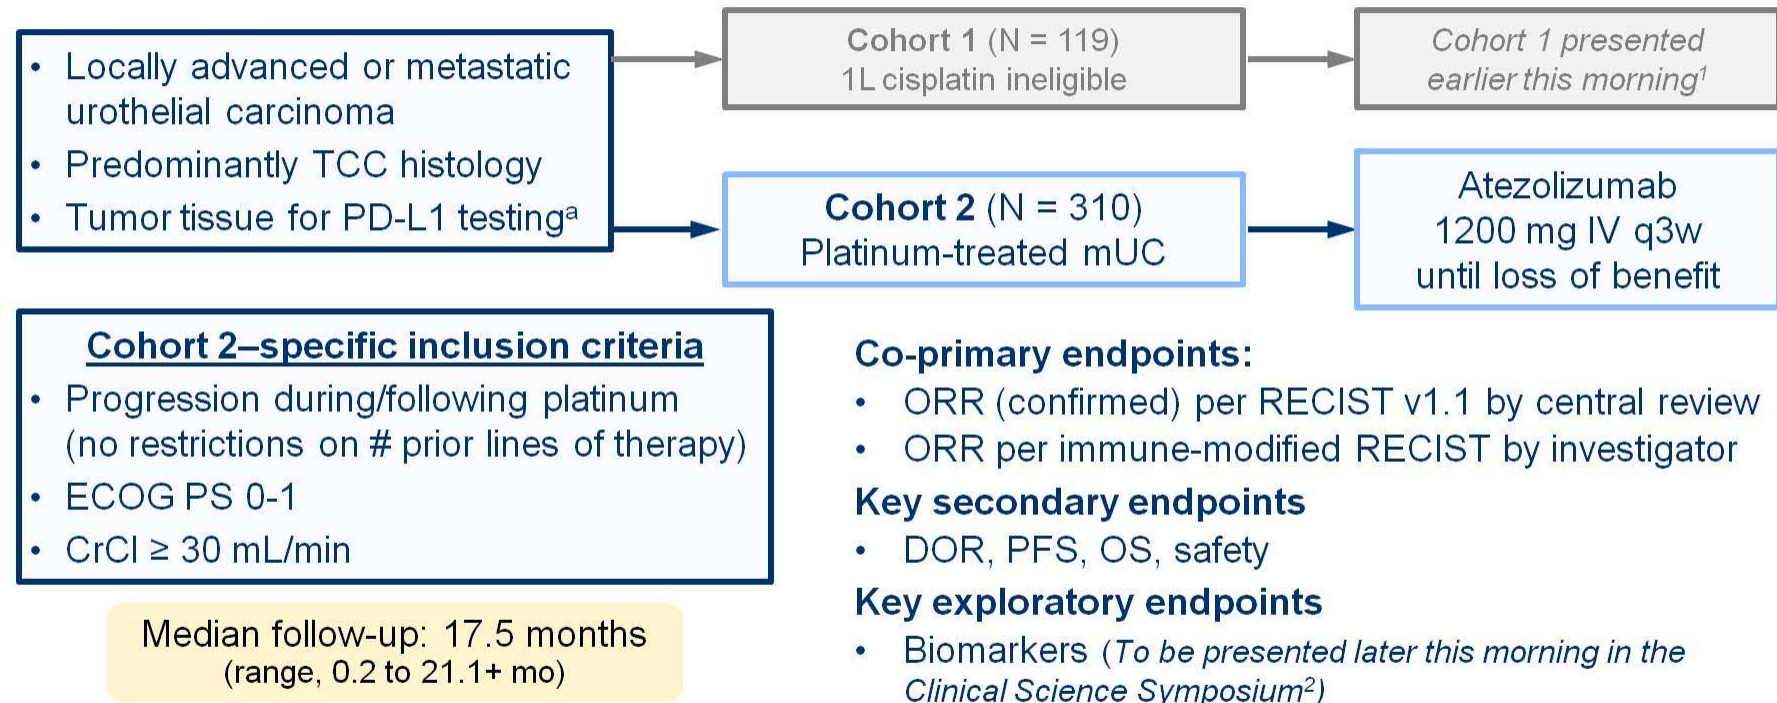 • Locally advanced or metastatic
urothelial carcinoma
• Predominantly TCC histology
• Tumor tissue for PD-L1 testingᵃ
Cohort 1 (N = 119)
1L cisplatin ineligible
Cohort 1 presented
earlier this morning¹
Cohort 2 (N = 310)
Platinum-treated mUC
Atezolizumab
1200 mg IV q3w
until loss of benefit
Cohort 2–specific inclusion criteria
• Progression during/following platinum
(no restrictions on # prior lines of therapy)
• ECOG PS 0-1
• CrCl ≥ 30 mL/min
Median follow-up: 17.5 months
(range, 0.2 to 21.1+ mo)
Co-primary endpoints:
• ORR (confirmed) per RECIST v1.1 by central review
• ORR per immune-modified RECIST by investigator
Key secondary endpoints
• DOR, PFS, OS, safety
Key exploratory endpoints
• Biomarkers (To be presented later this morning in the
Clinical Science Symposium²)